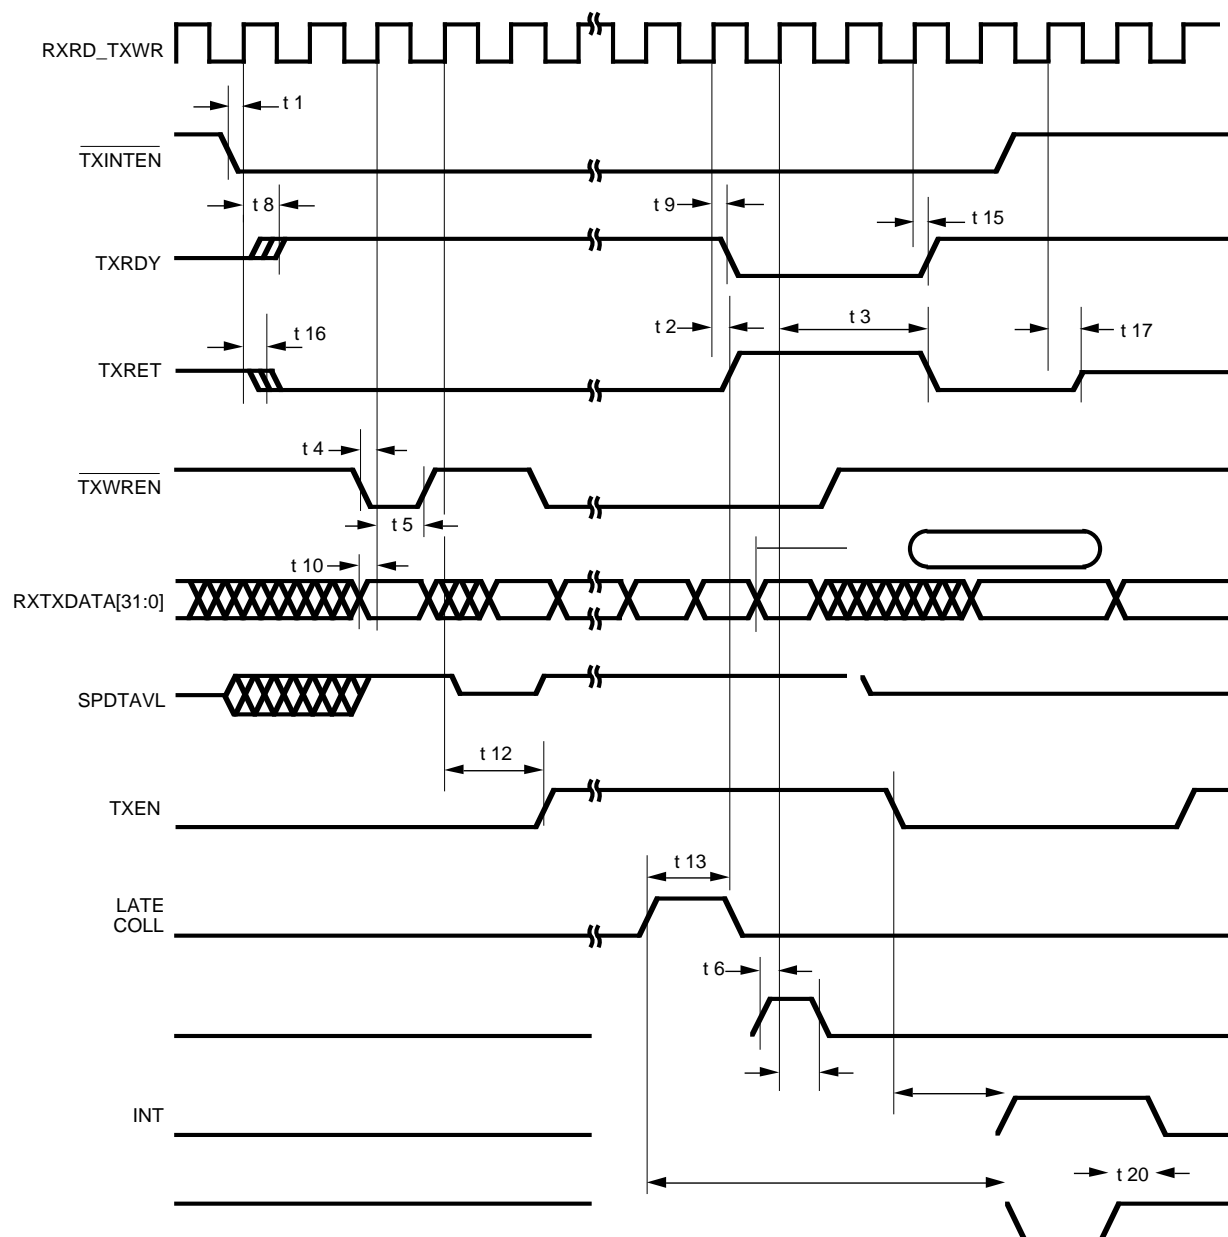 RXRD_TXWR
t 1
TXINTEN
t 8
t 9
t 15
TXRDY
t 2
t 3
t 16
t 17
TXRET
t 4
TXWREN
t 5
t 10
RXTXDATA[31:0]
SPDTAVL
t 12
TXEN
t 13
LATE
COLL
t 6
INT
t 20